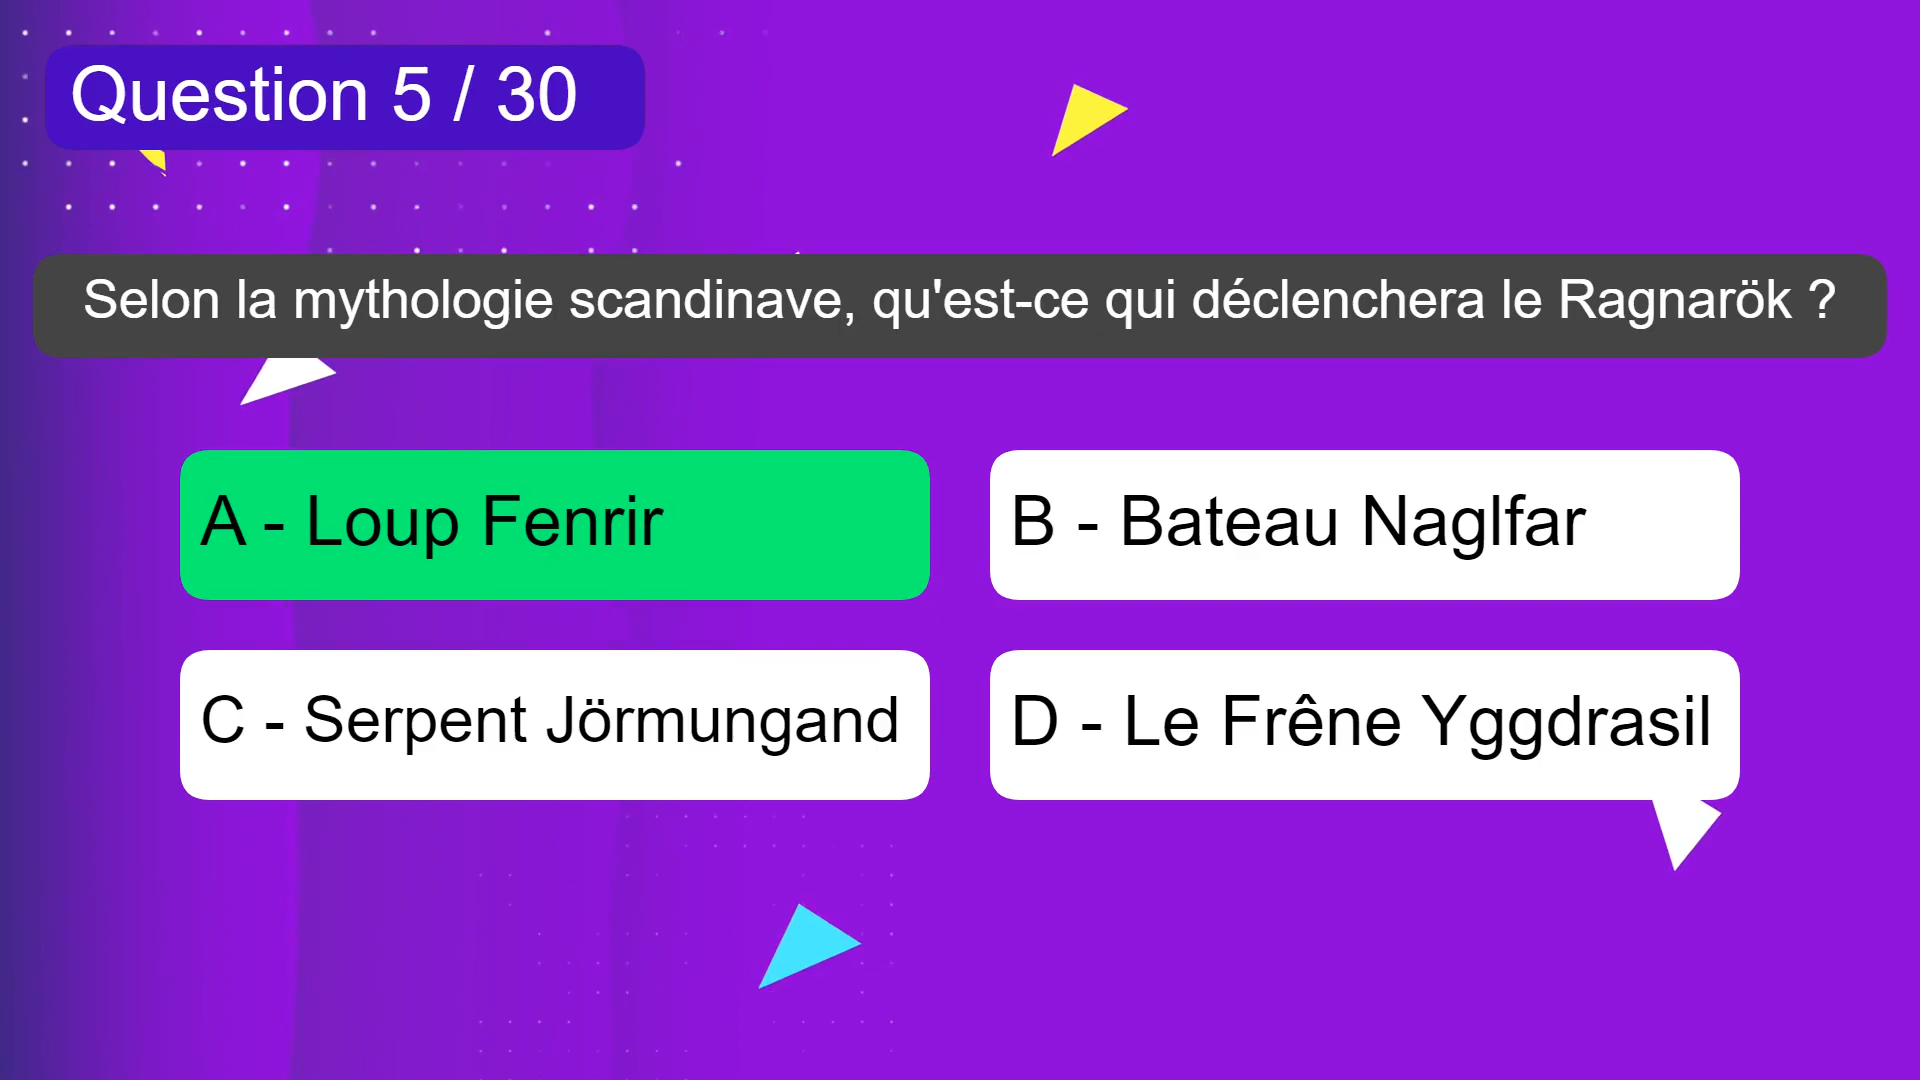 Question 5 / 30
Selon la mythologie scandinave, qu'est-ce qui déclenchera le Ragnarök ?
A - Loup Fenrir
B - Bateau Naglfar
C - Serpent Jörmungand
D - Le Frêne Yggdrasil